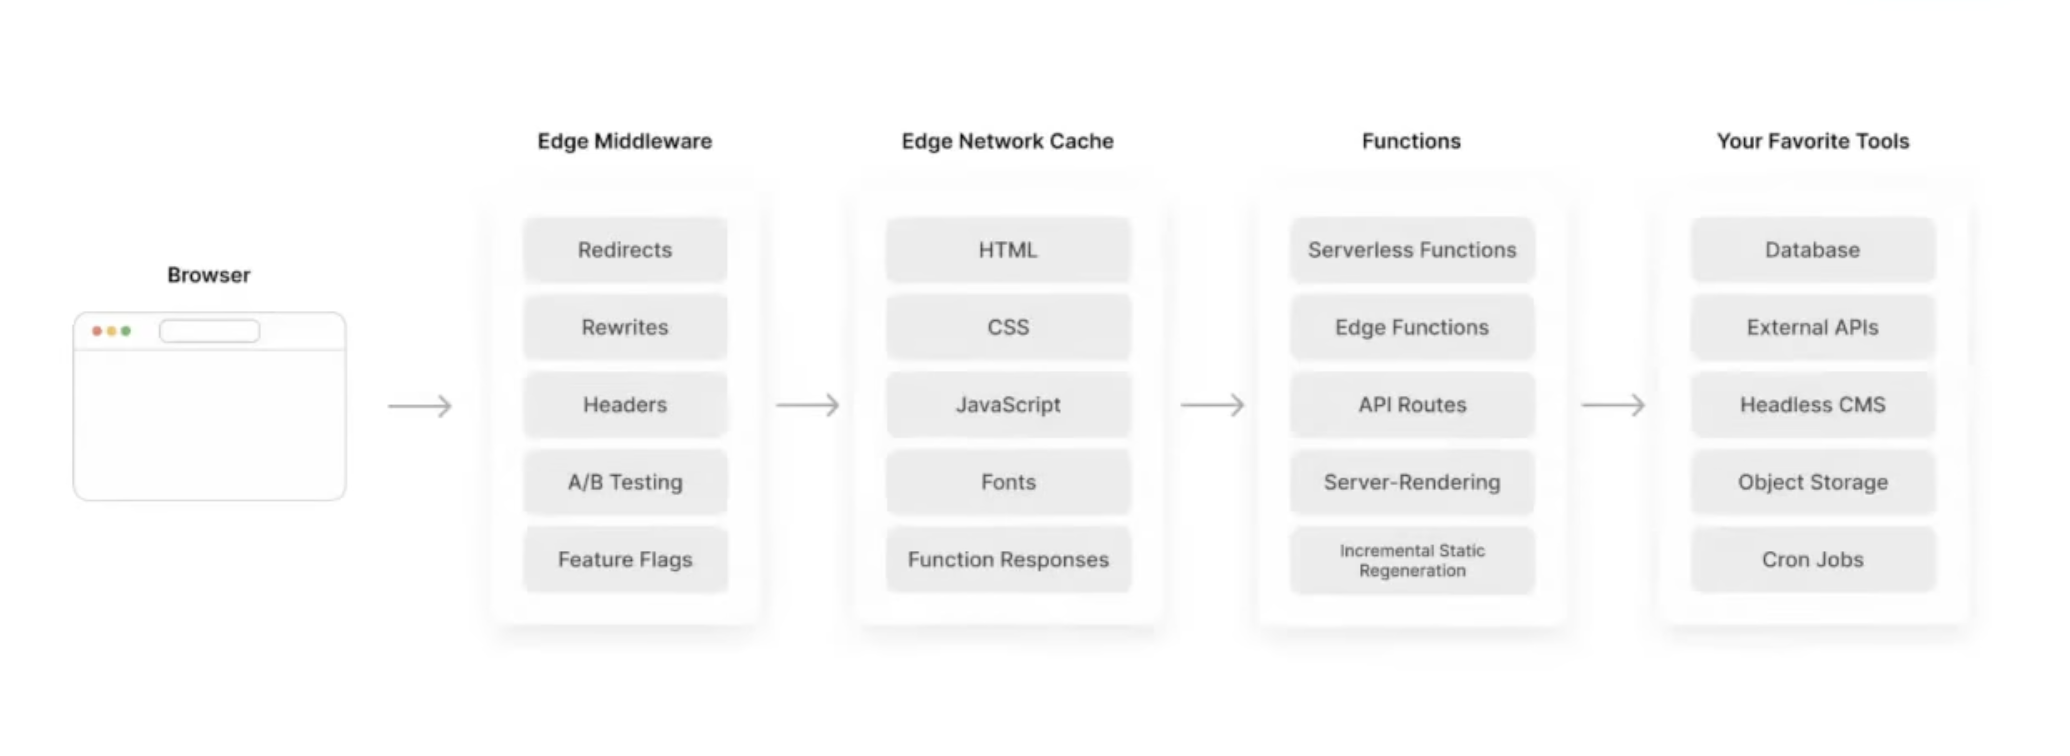 Browser
Edge Middleware
Redirects
Rewrites
Headers
A/B Testing
Feature Flags
Edge Network Cache
HTML
CSS
JavaScript
Fonts
Function Responses
Functions
Serverless Functions
Edge Functions
API Routes
Server-Rendering
Incremental Static
Regeneration
Your Favorite Tools
Database
External APIs
Headless CMS
Object Storage
Cron Jobs